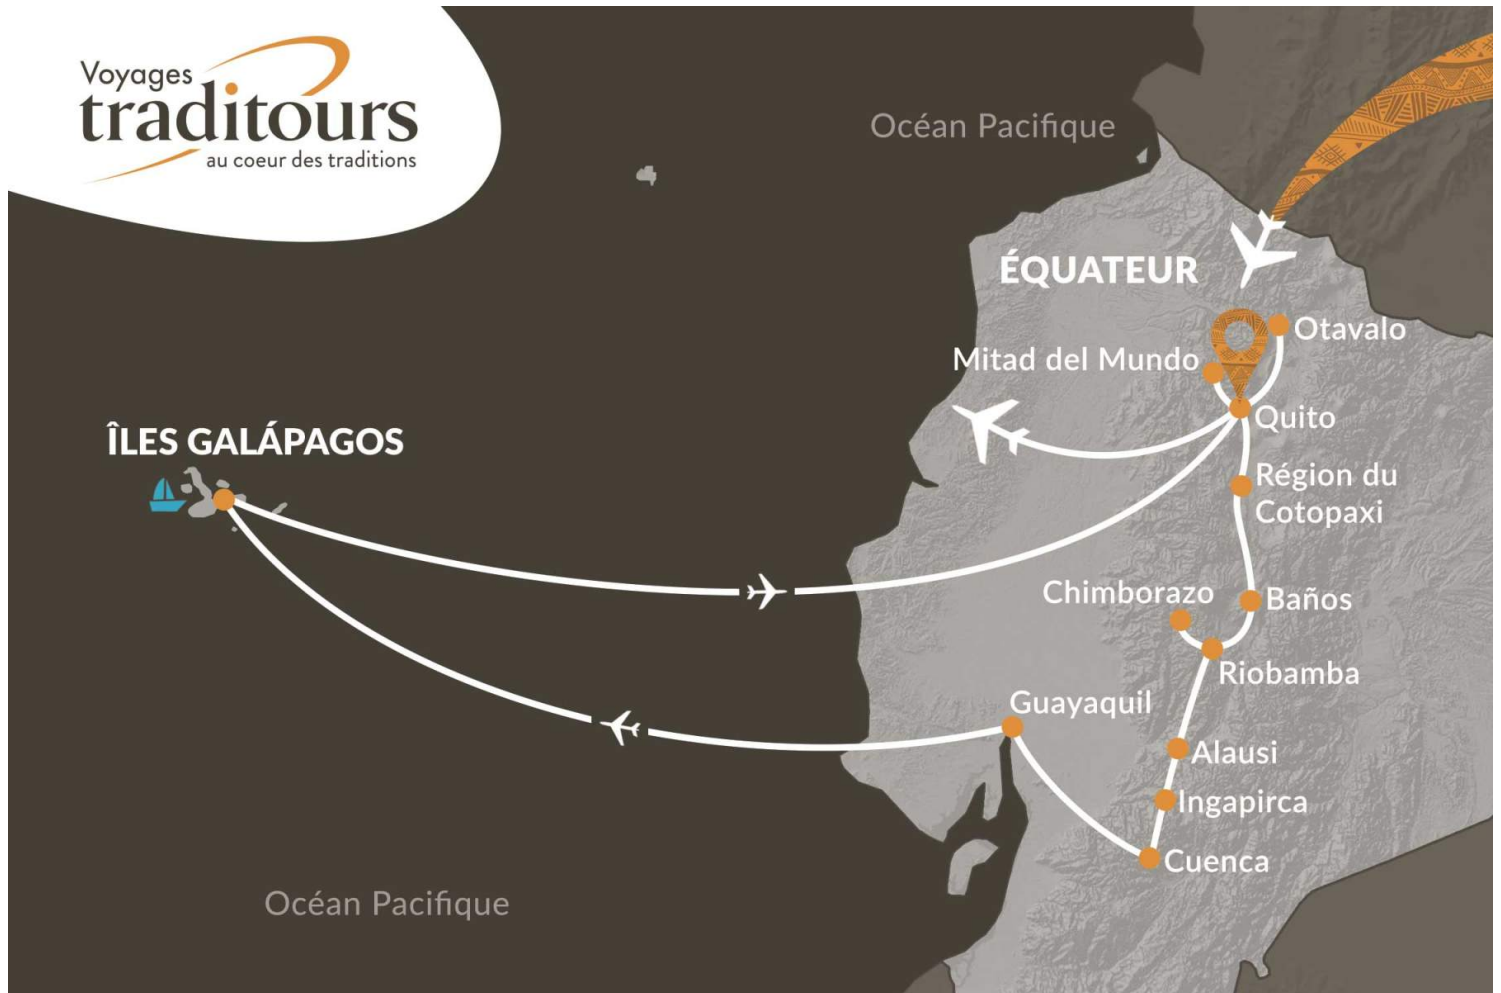 Voyages
traditours
au coeur des traditions
Océan Pacifique
ÉQUATEUR
Otavalo
Mitad del Mundo
Quito
ÎLES GALÁPAGOS
Région du
Cotopaxi
Chimborazo
Baños
Riobamba
Guayaquil
Alausi
Ingapirca
Cuenca
Océan Pacifique